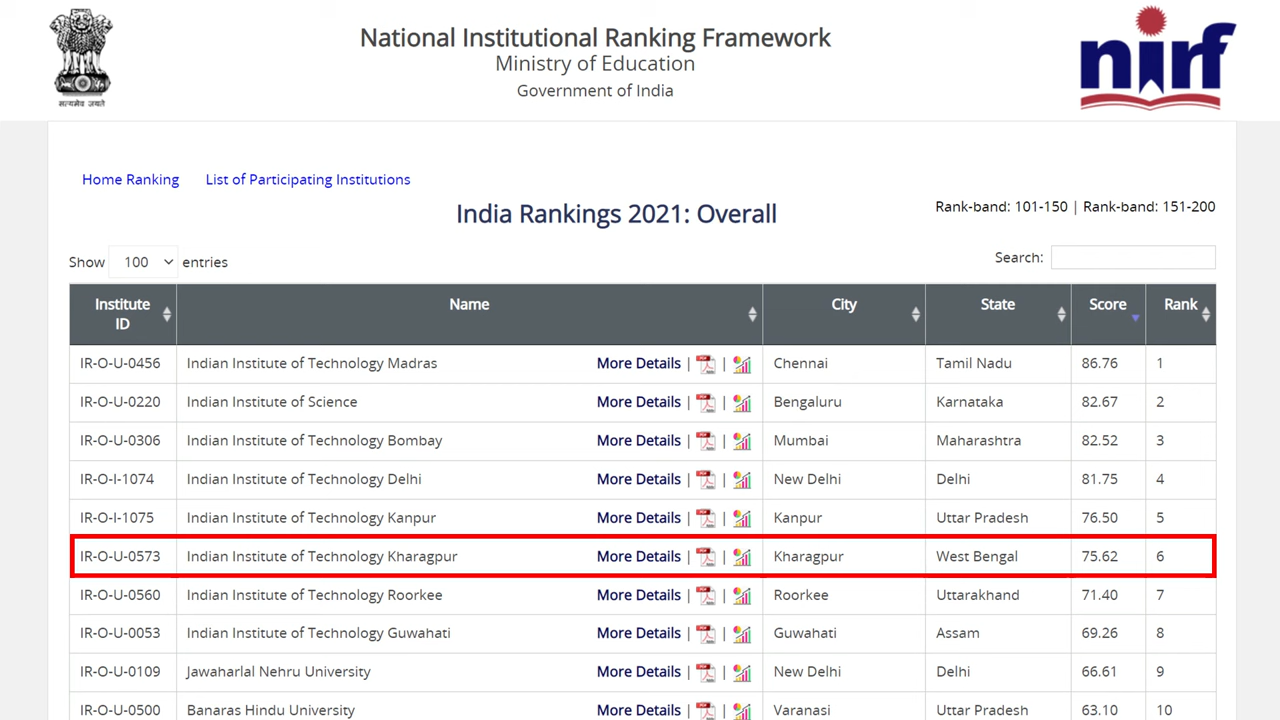 National Institutional Ranking Framework
Ministry of Education
Government of India
सत्यमेव जयते
nirf
Home Ranking List of Participating Institutions
India Rankings 2021: Overall
Rank-band: 101-150 | Rank-band: 151-200
Show 100 entries
Search:
Institute ID Name City State Score Rank
IR-O-U-0456 Indian Institute of Technology Madras More Details | | Chennai Tamil Nadu 86.76 1
IR-O-U-0220 Indian Institute of Science More Details | | Bengaluru Karnataka 82.67 2
IR-O-U-0306 Indian Institute of Technology Bombay More Details | | Mumbai Maharashtra 82.52 3
IR-O-I-1074 Indian Institute of Technology Delhi More Details | | New Delhi Delhi 81.75 4
IR-O-I-1075 Indian Institute of Technology Kanpur More Details | | Kanpur Uttar Pradesh 76.50 5
IR-O-U-0573 Indian Institute of Technology Kharagpur More Details | | Kharagpur West Bengal 75.62 6
IR-O-U-0560 Indian Institute of Technology Roorkee More Details | | Roorkee Uttarakhand 71.40 7
IR-O-U-0053 Indian Institute of Technology Guwahati More Details | | Guwahati Assam 69.26 8
IR-O-U-0109 Jawaharlal Nehru University More Details | | New Delhi Delhi 66.61 9
IR-O-U-0500 Banaras Hindu University More Details | | Varanasi Uttar Pradesh 63.10 10